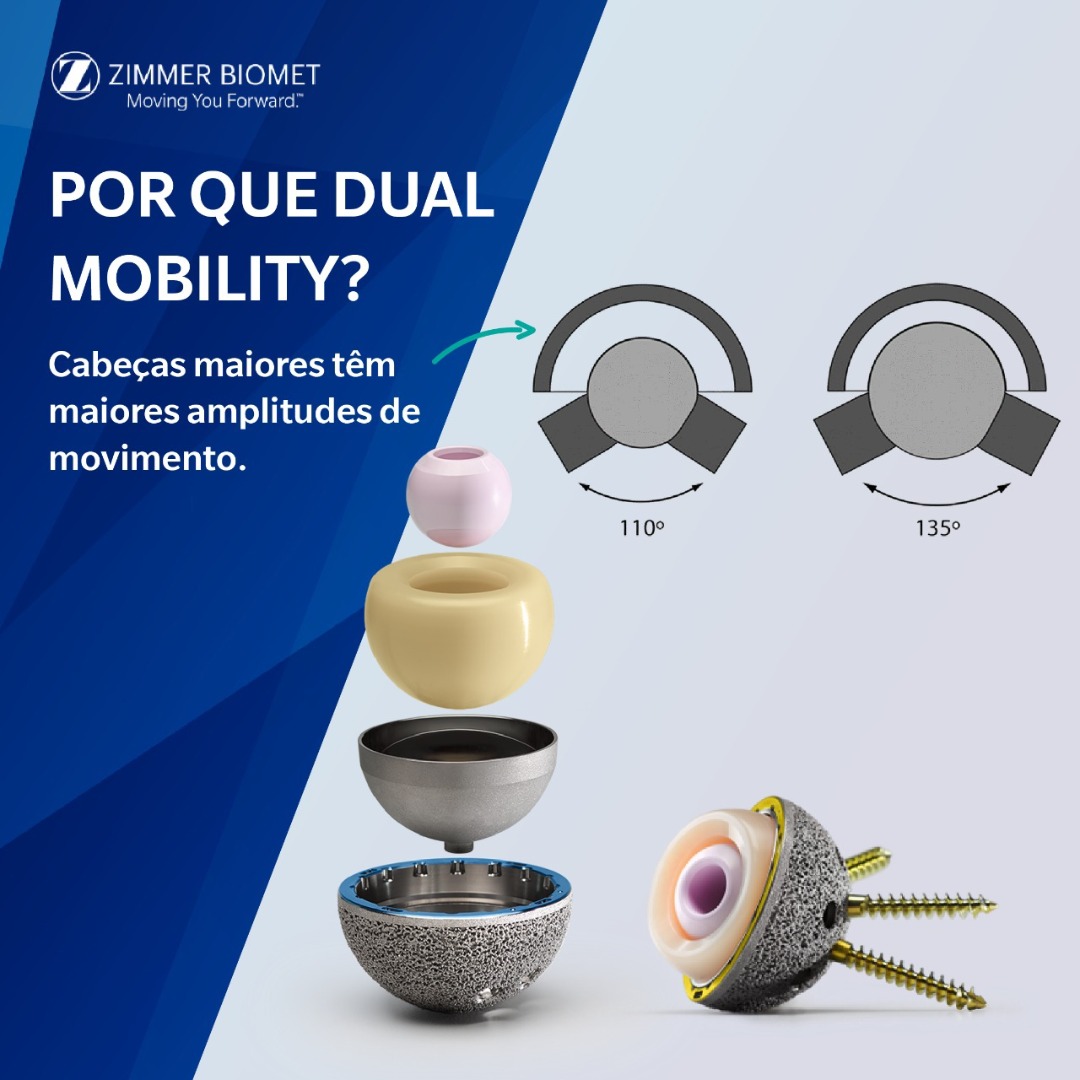 ZIMMER BIOMET
Moving You Forward.™
POR QUE DUAL
MOBILITY?
Cabeças maiores têm
maiores amplitudes de
movimento.
110º
135º